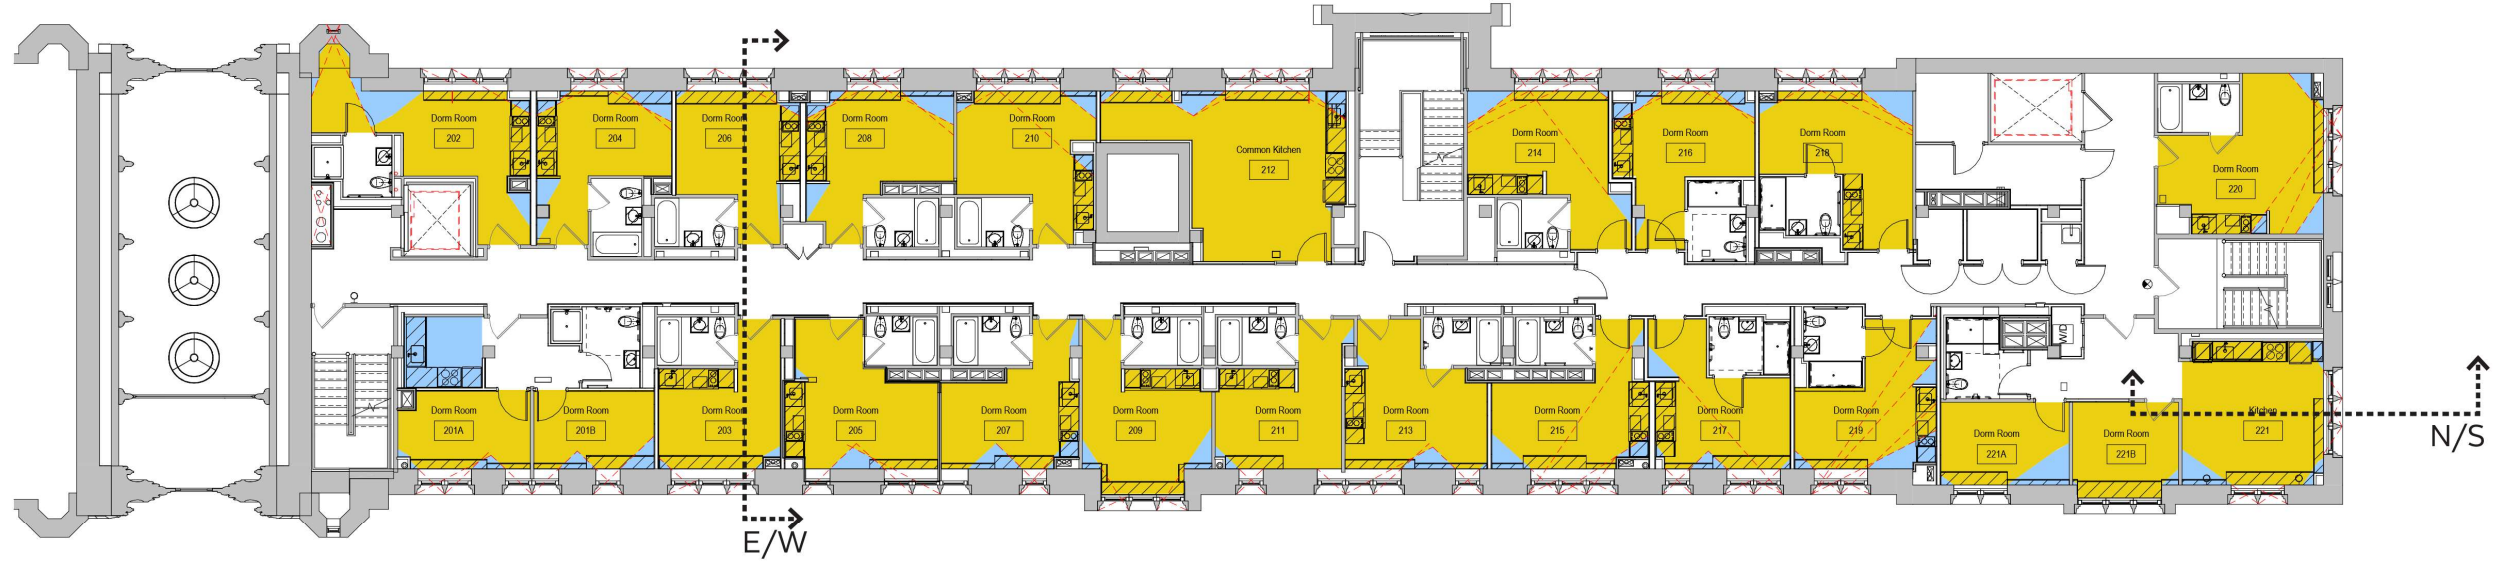 Dorm Room
202
Dorm Room
204
Dorm Room
206
Dorm Room
208
Dorm Room
210
Common Kitchen
212
Dorm Room
214
Dorm Room
216
Dorm Room
218
Dorm Room
220
W/D
Dorm Room
201A
Dorm Room
201B
Dorm Room
203
Dorm Room
205
Dorm Room
207
Dorm Room
209
Dorm Room
211
Dorm Room
213
Dorm Room
215
Dorm Room
217
Dorm Room
219
Dorm Room
221A
Dorm Room
221B
Kitchen
221
N/S
E/W